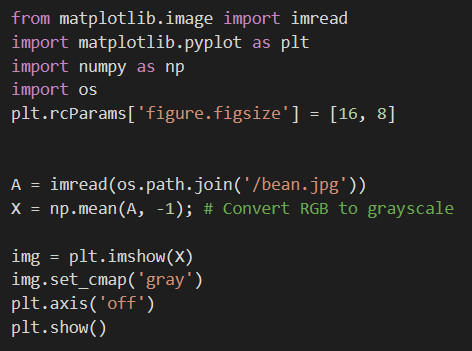 from matplotlib.image import imread
import matplotlib.pyplot as plt
import numpy as np
import os
plt.rcParams['figure.figsize'] = [16, 8]
A = imread(os.path.join('/bean.jpg'))
X = np.mean(A, -1); # Convert RGB to grayscale
img = plt.imshow(X)
img.set_cmap('gray')
plt.axis('off')
plt.show()